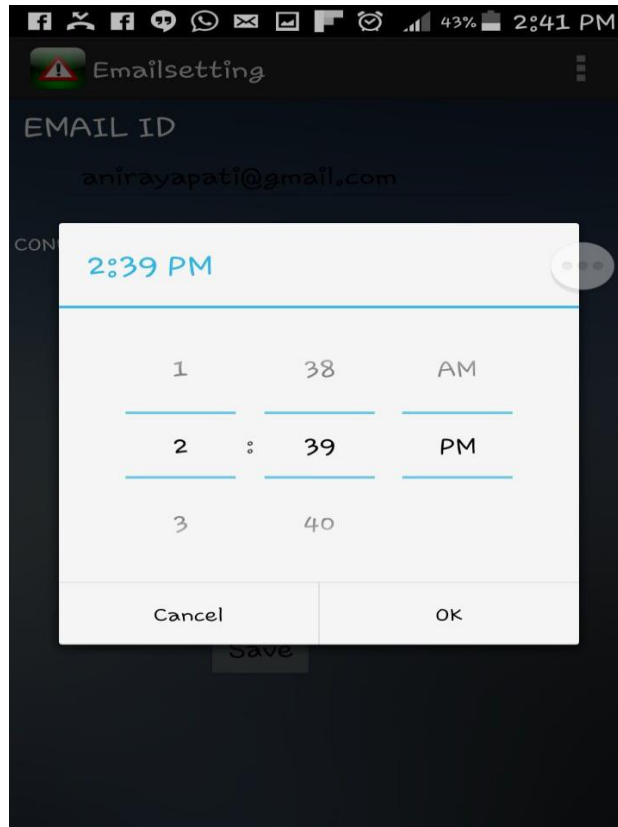 43% 2:41 PM
Emailsetting
EMAIL ID
anirayapati@gmail.com
2:39 PM
1 38 AM
2 : 39 PM
3 40
Cancel OK
Save